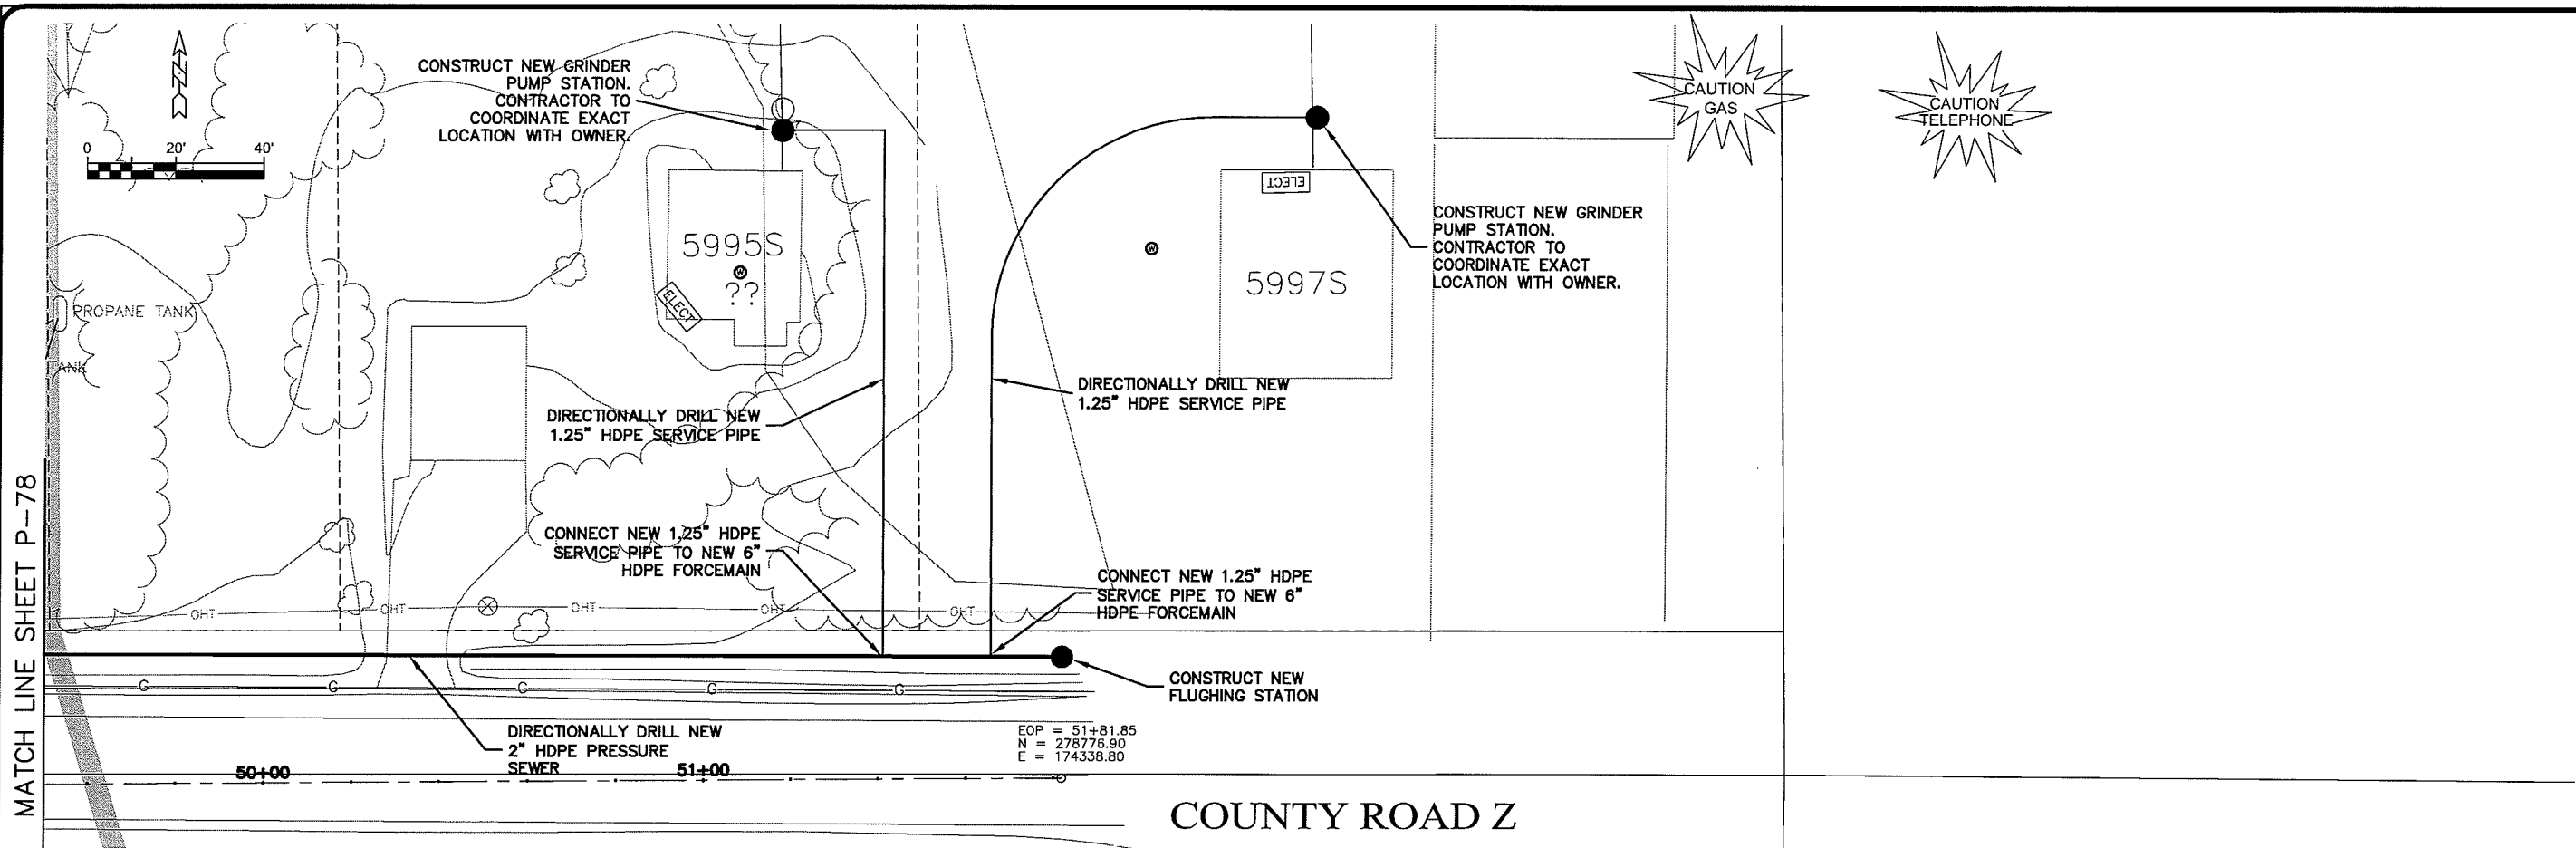 CONSTRUCT NEW GRINDER
PUMP STATION.
CONTRACTOR TO
COORDINATE EXACT
LOCATION WITH OWNER.
0 20' 40'
CAUTION
GAS
CAUTION
TELEPHONE
ELECT
CONSTRUCT NEW GRINDER
PUMP STATION.
CONTRACTOR TO
COORDINATE EXACT
LOCATION WITH OWNER.
5995S
W
??
ELECT
W
5997S
PROPANE TANK
TANK
DIRECTIONALLY DRILL NEW
1.25" HDPE SERVICE PIPE
DIRECTIONALLY DRILL NEW
1.25" HDPE SERVICE PIPE
MATCH LINE SHEET P-78
CONNECT NEW 1.25" HDPE
SERVICE PIPE TO NEW 6"
HDPE FORCEMAIN
CONNECT NEW 1.25" HDPE
SERVICE PIPE TO NEW 6"
HDPE FORCEMAIN
OHT OHT OHT OHT OHT
G G G G G
CONSTRUCT NEW
FLUGHING STATION
DIRECTIONALLY DRILL NEW
2" HDPE PRESSURE
SEWER
EOP = 51+81.85
N = 278776.90
E = 174338.80
50+00 51+00
COUNTY ROAD Z